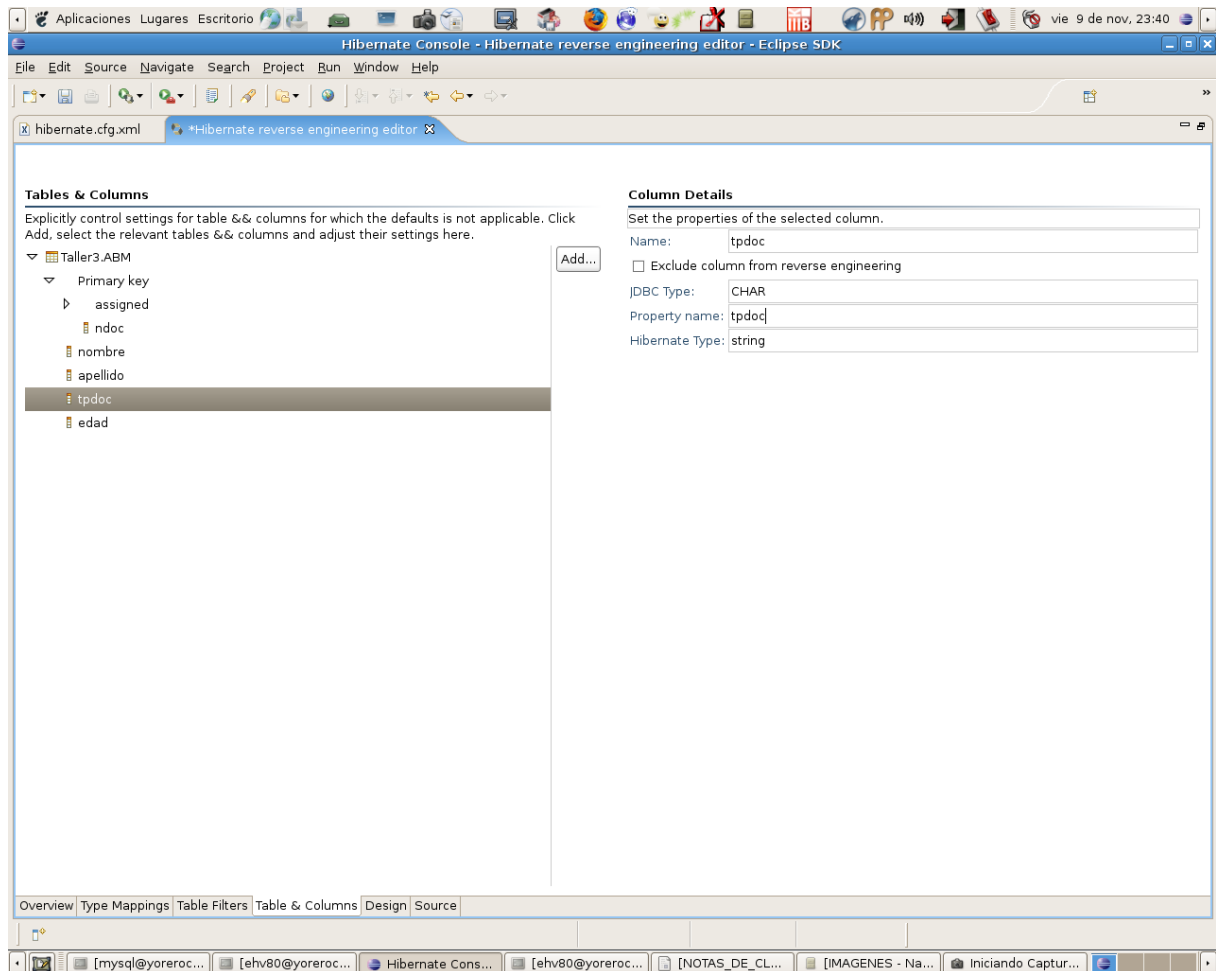 Aplicaciones Lugares Escritorio vie 9 de nov, 23:40
Hibernate Console - Hibernate reverse engineering editor - Eclipse SDK
File Edit Source Navigate Search Project Run Window Help
hibernate.cfg.xml *Hibernate reverse engineering editor
Tables & Columns
Explicitly control settings for table && columns for which the defaults is not applicable. Click
Add, select the relevant tables && columns and adjust their settings here.
Taller3.ABM
Primary key
assigned
ndoc
nombre
apellido
tpdoc
edad
Add...
Column Details
Set the properties of the selected column.
Name: tpdoc
Exclude column from reverse engineering
JDBC Type: CHAR
Property name: tpdoc
Hibernate Type: string
Overview Type Mappings Table Filters Table & Columns Design Source
[mysql@yoreroc... [ehv80@yoreroc... Hibernate Cons... [ehv80@yoreroc... [NOTAS_DE_CL... [IMAGENES - Na... Iniciando Captur...